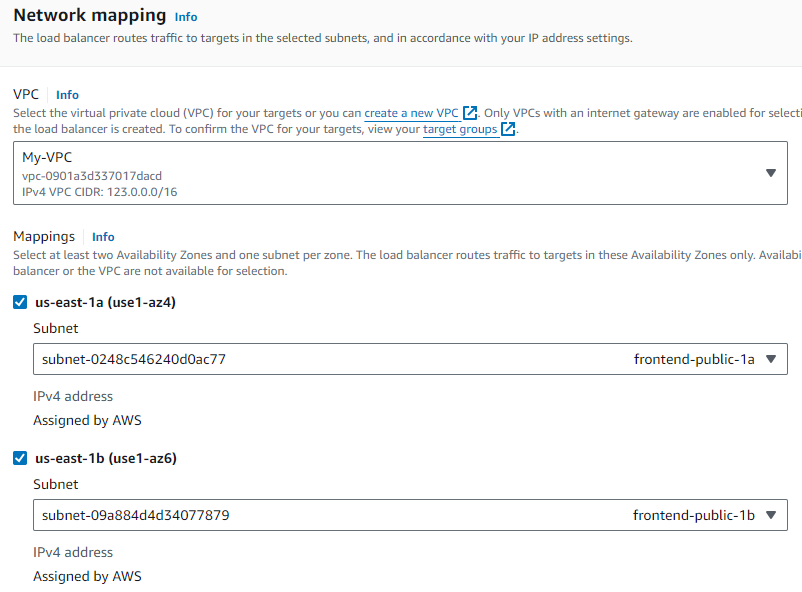 Network mapping Info
The load balancer routes traffic to targets in the selected subnets, and in accordance with your IP address settings.
VPC Info
Select the virtual private cloud (VPC) for your targets or you can create a new VPC . Only VPCs with an internet gateway are enabled for selecti
the load balancer is created. To confirm the VPC for your targets, view your target groups .
My-VPC
vpc-0901a3d337017dacd
IPv4 VPC CIDR: 123.0.0.0/16
Mappings Info
Select at least two Availability Zones and one subnet per zone. The load balancer routes traffic to targets in these Availability Zones only. Availabi
balancer or the VPC are not available for selection.
us-east-1a (use1-az4)
Subnet
subnet-0248c546240d0ac77 frontend-public-1a
IPv4 address
Assigned by AWS
us-east-1b (use1-az6)
Subnet
subnet-09a884d4d34077879 frontend-public-1b
IPv4 address
Assigned by AWS